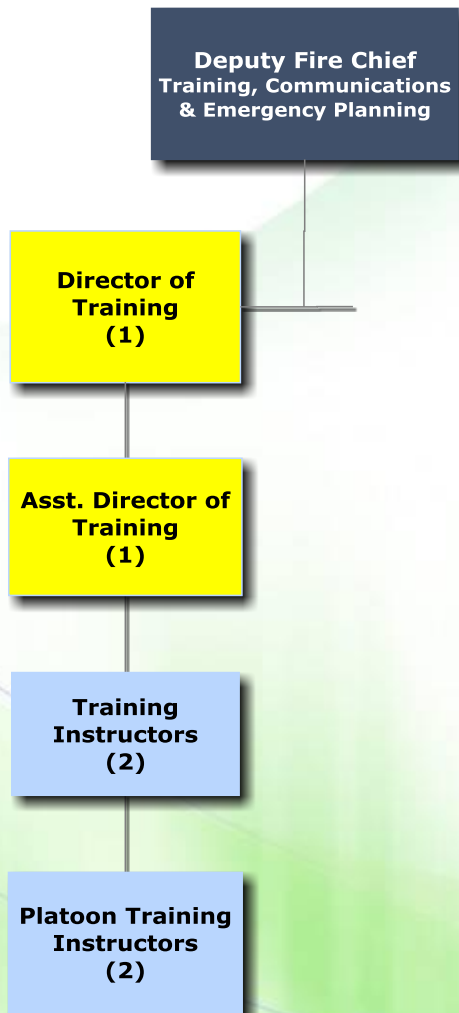 Deputy Fire Chief
Training, Communications
& Emergency Planning
Director of
Training
(1)
Asst. Director of
Training
(1)
Training
Instructors
(2)
Platoon Training
Instructors
(2)